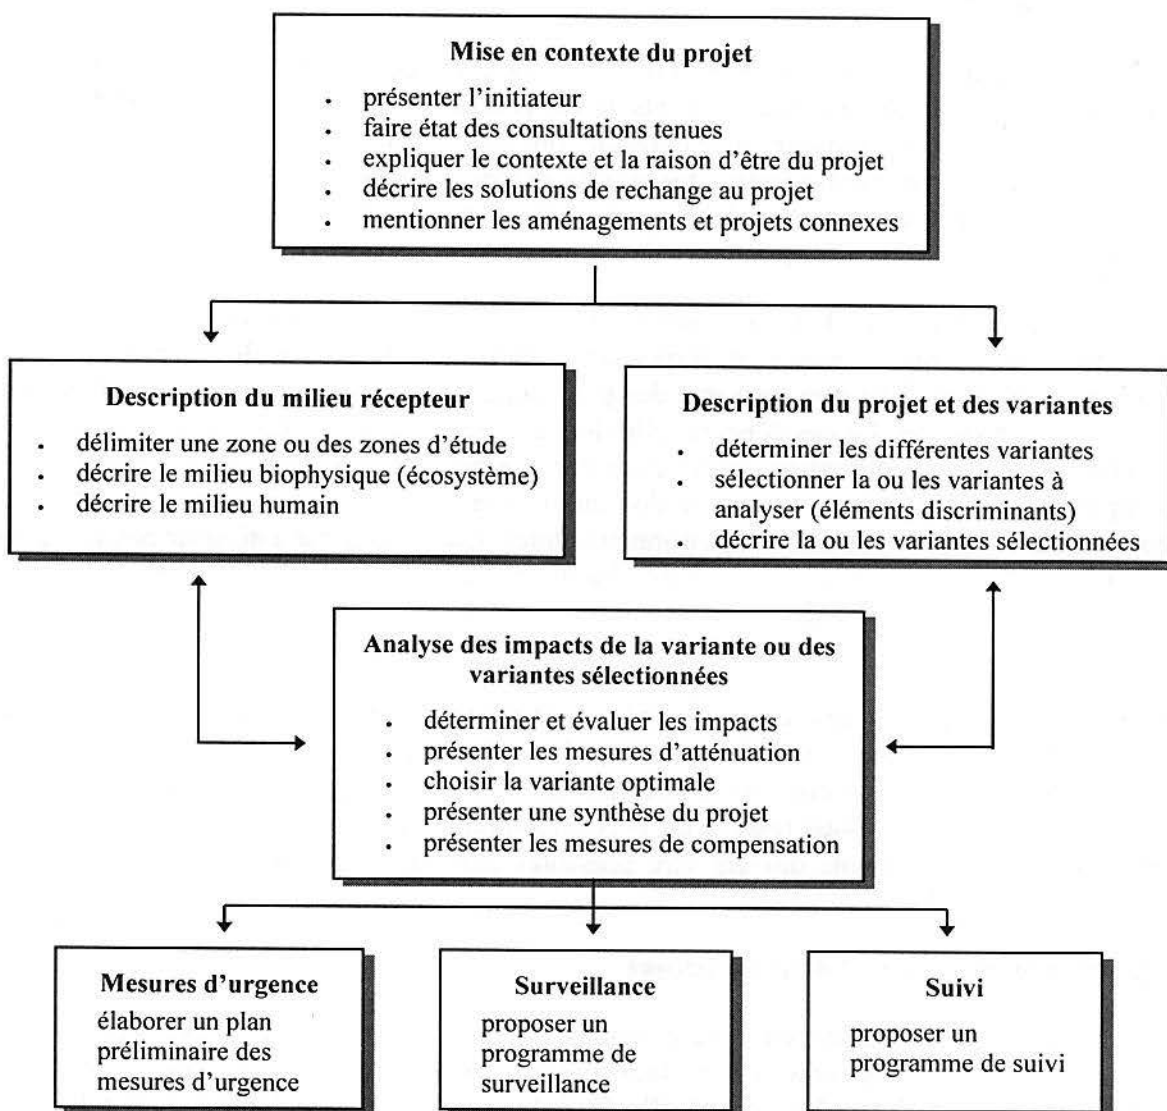 Mise en contexte du projet
• présenter l'initiateur
• faire état des consultations tenues
• expliquer le contexte et la raison d'être du projet
• décrire les solutions de rechange au projet
• mentionner les aménagements et projets connexes
Description du milieu récepteur
• délimiter une zone ou des zones d'étude
• décrire le milieu biophysique (écosystème)
• décrire le milieu humain
Description du projet et des variantes
• déterminer les différentes variantes
• sélectionner la ou les variantes à
analyser (éléments discriminants)
• décrire la ou les variantes sélectionnées
Analyse des impacts de la variante ou des
variantes sélectionnées
• déterminer et évaluer les impacts
• présenter les mesures d'atténuation
• choisir la variante optimale
• présenter une synthèse du projet
• présenter les mesures de compensation
Mesures d'urgence
élaborer un plan
préliminaire des
mesures d'urgence
Surveillance
proposer un
programme de
surveillance
Suivi
proposer un
programme de suivi